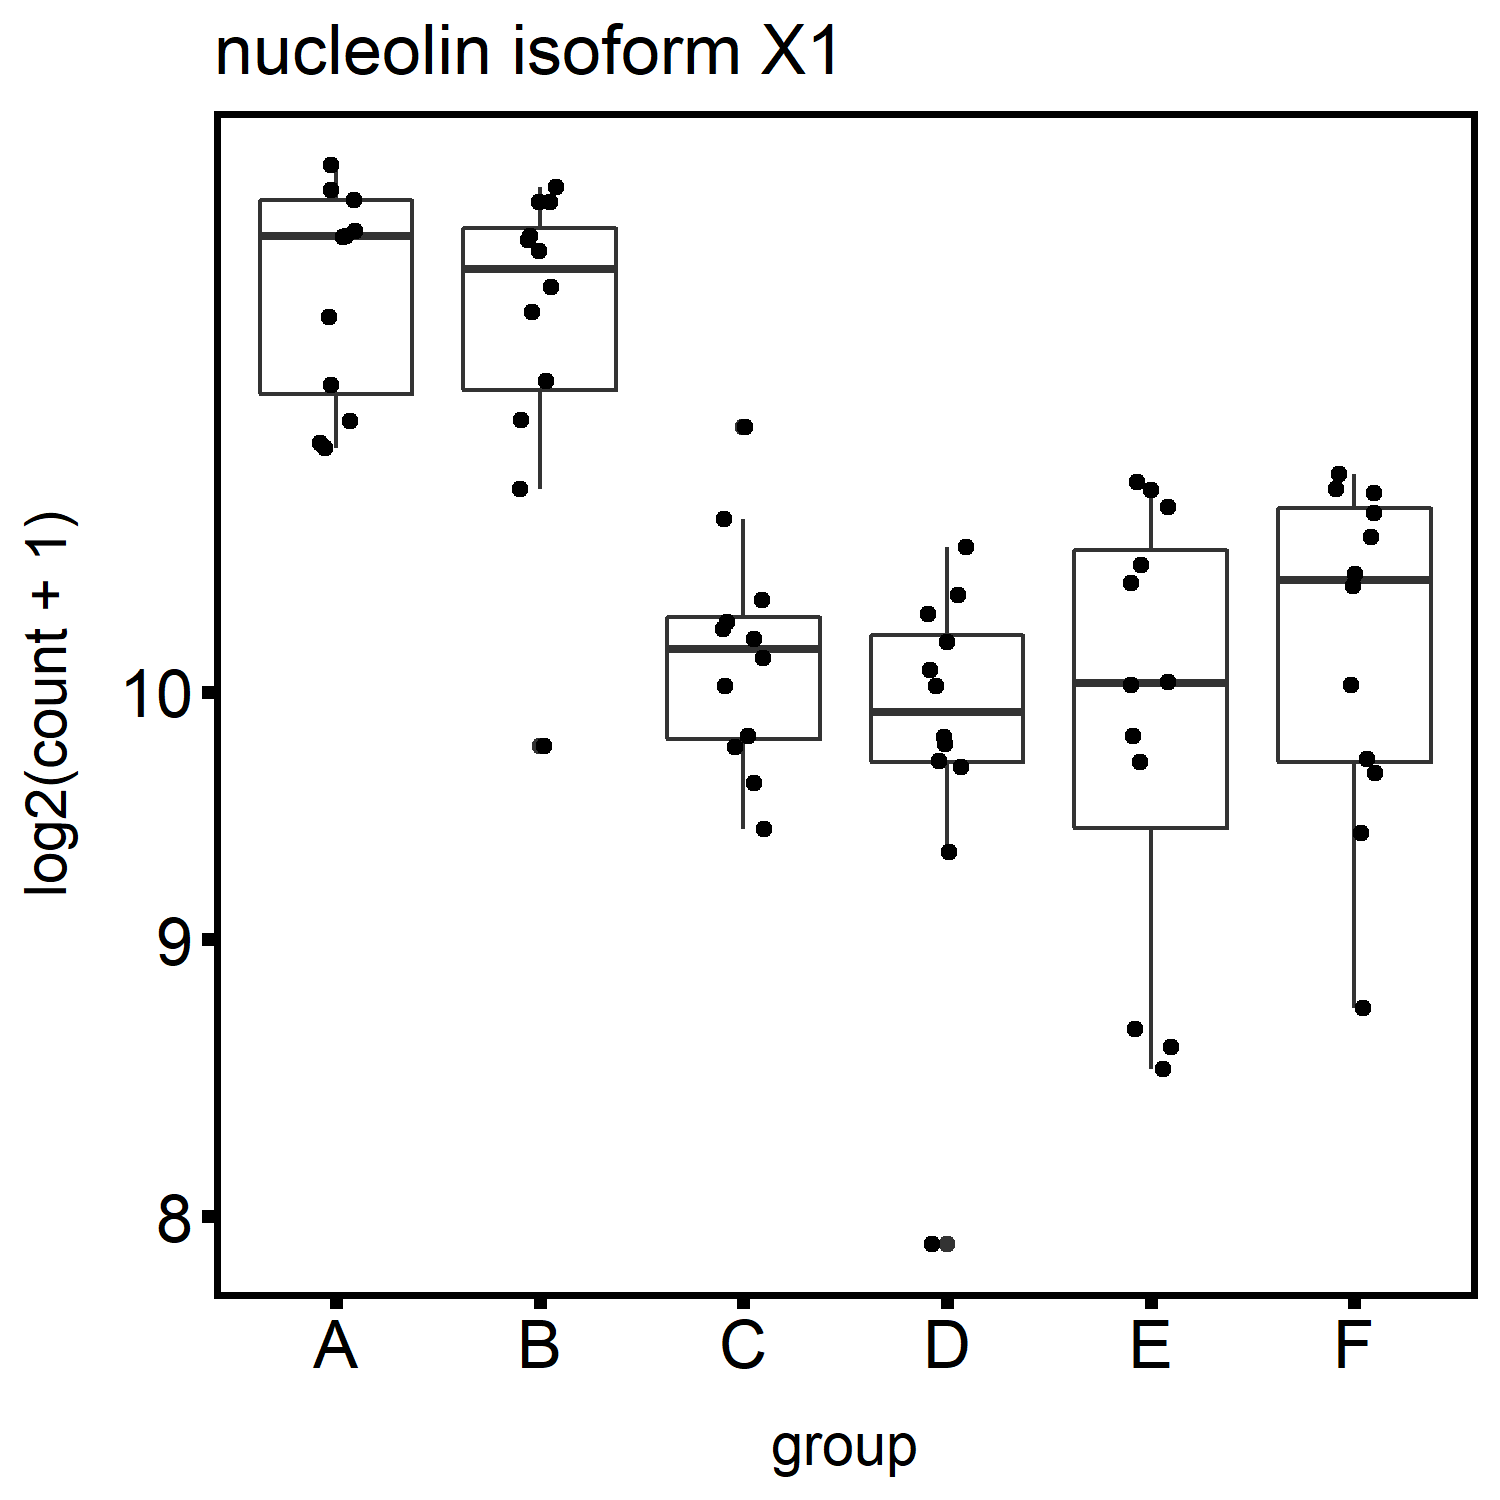 nucleolin isoform X1
log2(count + 1)
10
9
8
A B C D E F
group